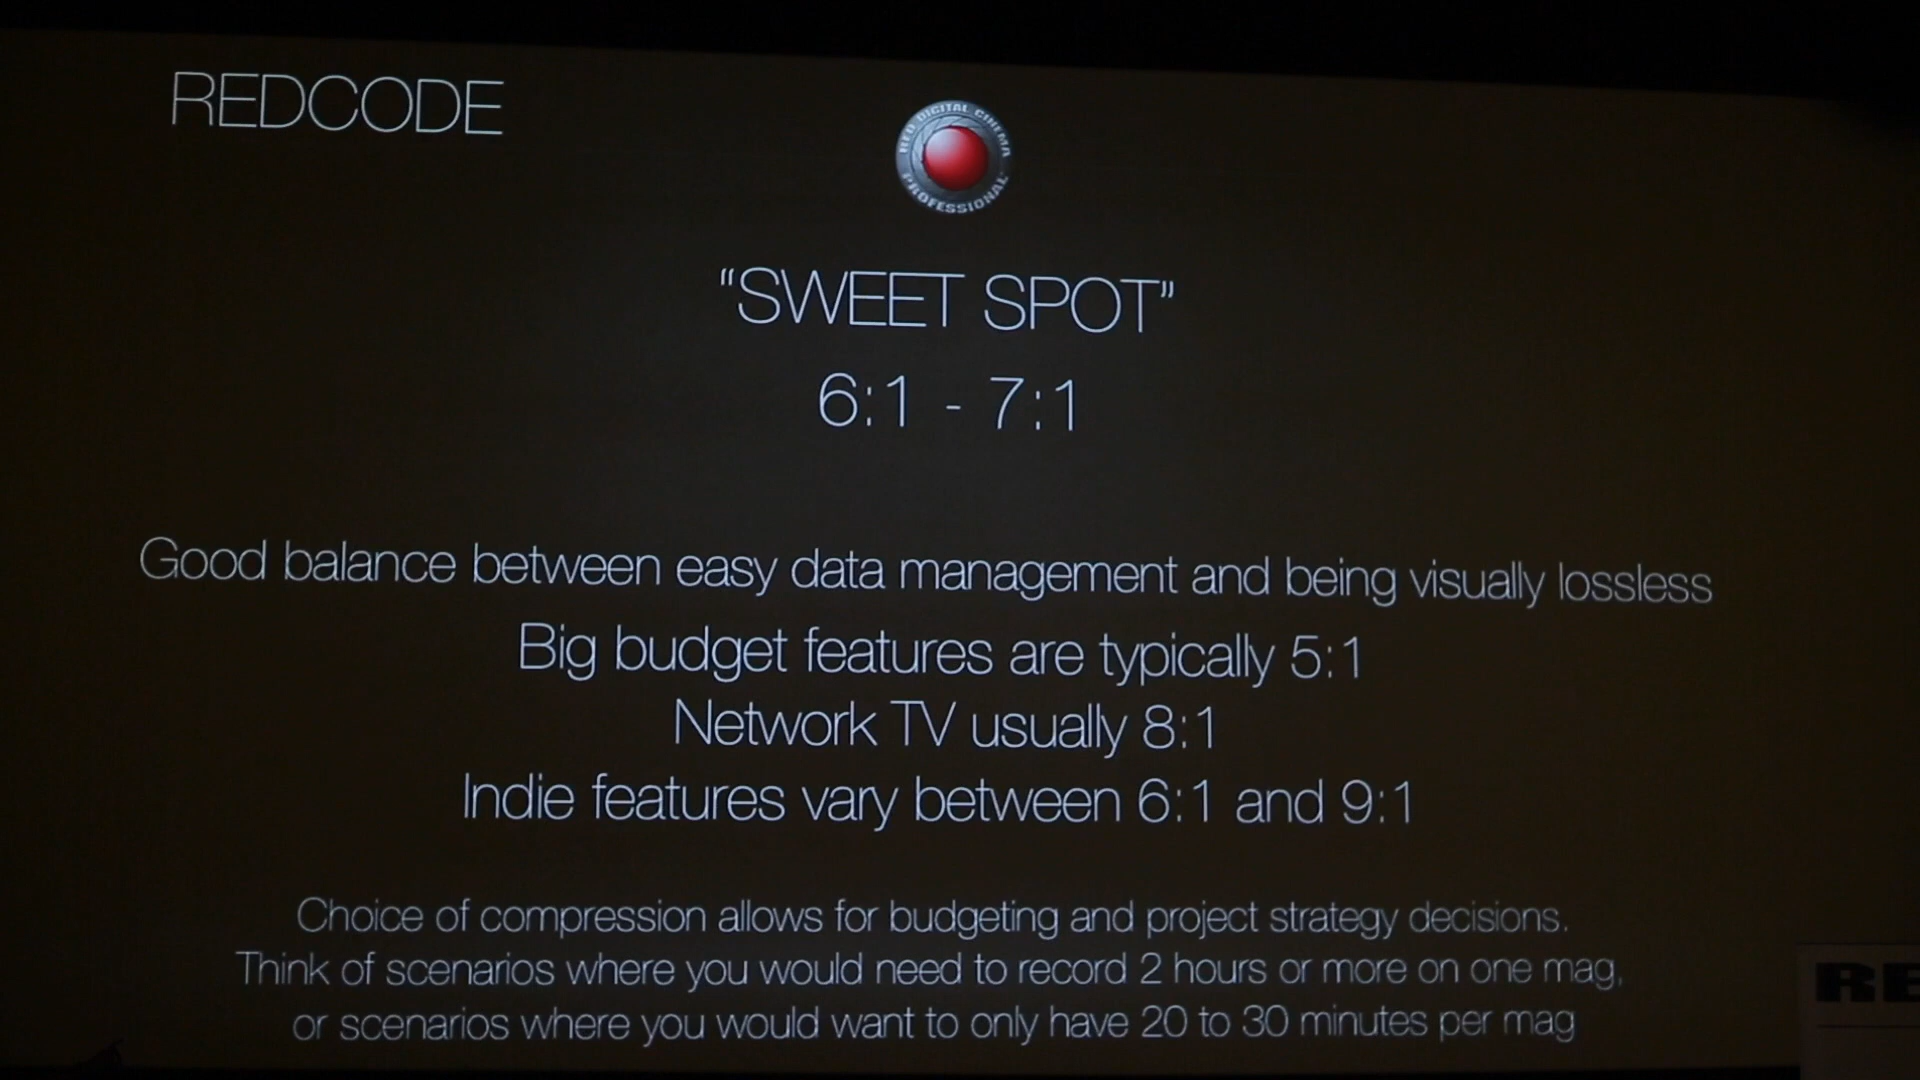 REDCODE
RED DIGITAL CINEMA
PROFESSIONAL
“SWEET SPOT”
6:1 - 7:1
Good balance between easy data management and being visually lossless
Big budget features are typically 5:1
Network TV usually 8:1
Indie features vary between 6:1 and 9:1
Choice of compression allows for budgeting and project strategy decisions.
Think of scenarios where you would need to record 2 hours or more on one mag,
or scenarios where you would want to only have 20 to 30 minutes per mag
RE